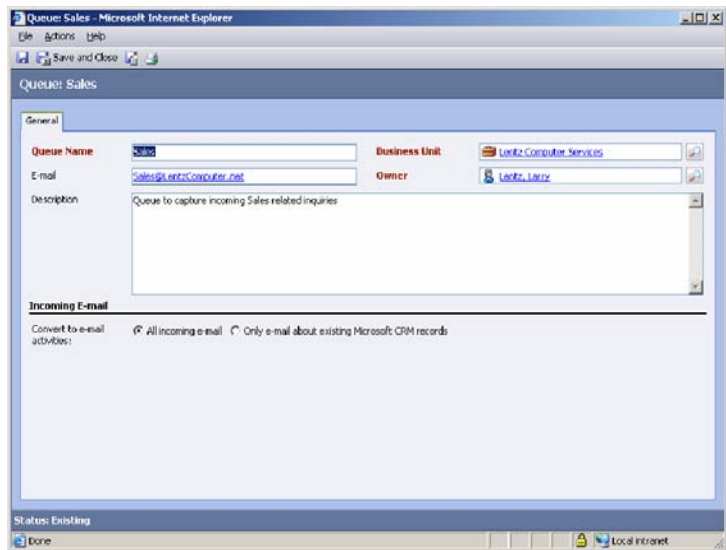 Queue: Sales - Microsoft Internet Explorer
File Actions Help
Save and Close
Queue: Sales
General
Queue Name Sales Business Unit Lentz Computer Services
E-mail Sales@LentzComputer.net Owner Lentz, Larry
Description Queue to capture incoming Sales related inquiries
Incoming E-mail
Convert to e-mail activities: All incoming e-mail Only e-mail about existing Microsoft CRM records
Status: Existing
Done Local intranet